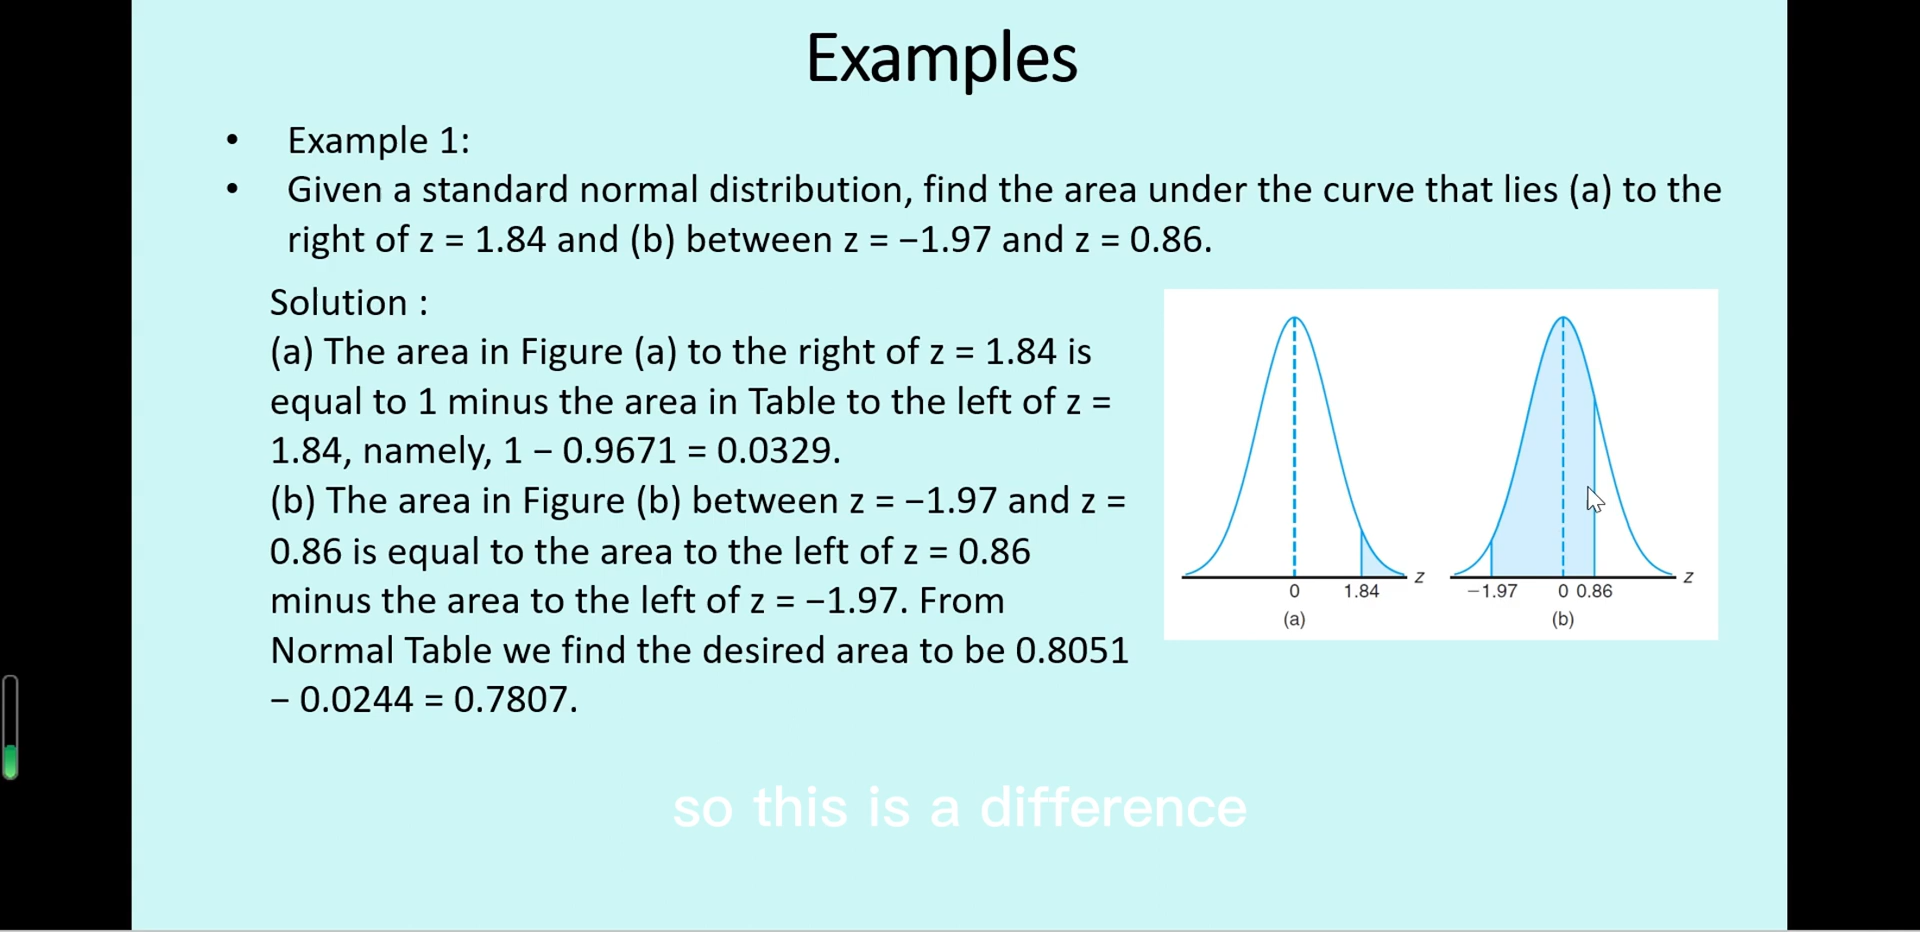 Examples
• Example 1:
• Given a standard normal distribution, find the area under the curve that lies (a) to the
right of z = 1.84 and (b) between z = −1.97 and z = 0.86.
Solution :
(a) The area in Figure (a) to the right of z = 1.84 is
equal to 1 minus the area in Table to the left of z =
1.84, namely, 1 − 0.9671 = 0.0329.
(b) The area in Figure (b) between z = −1.97 and z =
0.86 is equal to the area to the left of z = 0.86
minus the area to the left of z = −1.97. From
Normal Table we find the desired area to be 0.8051
− 0.0244 = 0.7807.
0 1.84 z
(a)
−1.97 0 0.86 z
(b)
so this is a difference